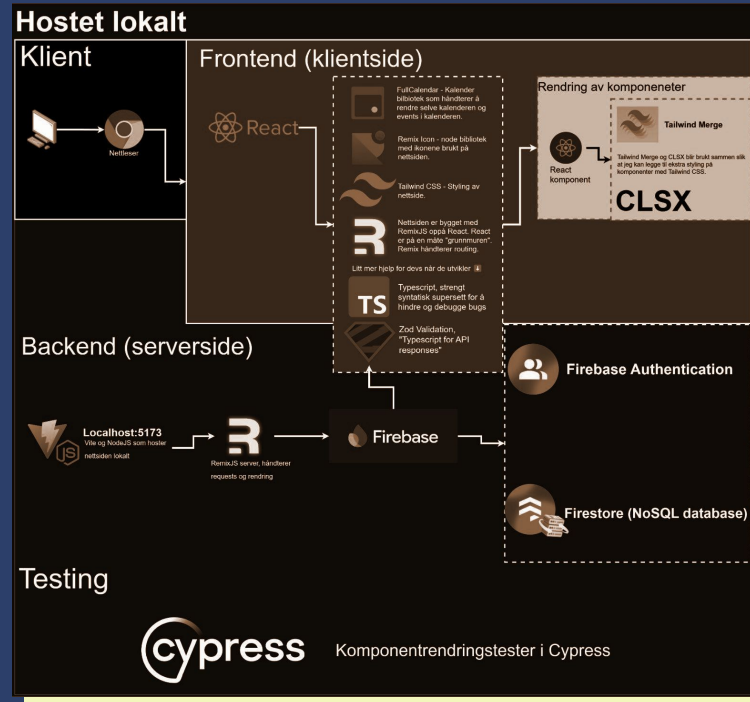 Hostet lokalt
Klient
Nettleser
Frontend (klientside)
React
FullCalendar - Kalender
bilbiotek som håndterer å
rendre selve kalenderen og
events i kalenderen.
Remix Icon - node bibliotek
med ikonene brukt på
nettsiden.
Tailwind CSS - Styling av
nettside.
Nettsiden er bygget med
RemixJS oppå React. React
er på en måte "grunnmuren".
Remix håndterer routing.
Litt mer hjelp for devs når de utvikler ⬇
TS
Typescript, strengt
syntatisk supersett for å
hindre og debugge bugs
Zod Validation,
"Typescript for API
responses"
Rendring av komponeneter
React
komponent
Tailwind Merge
Tailwind Merge og CLSX blir brukt sammen slik
at jeg kan legge til ekstra styling på
komponenter med Tailwind CSS.
CLSX
Backend (serverside)
JS
Localhost:5173
Vite og NodeJS som hoster
nettsiden lokalt
RemixJS server, håndterer
requests og rendring
Firebase
Firebase Authentication
Firestore (NoSQL database)
Testing
cypress
Komponentrendringstester i Cypress